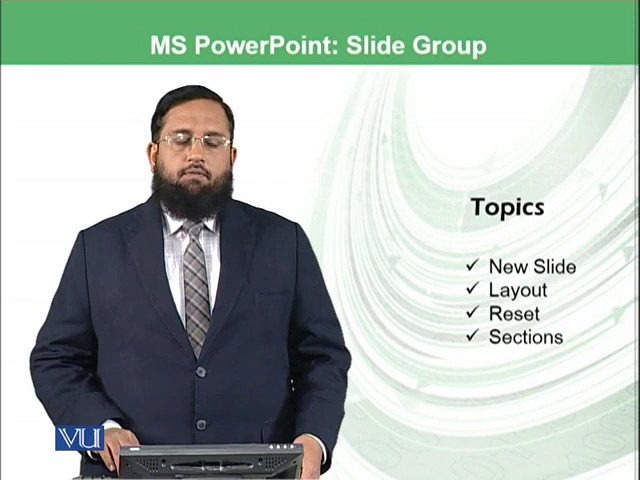 MS PowerPoint: Slide Group
Topics
New Slide
Layout
Reset
Sections
VU